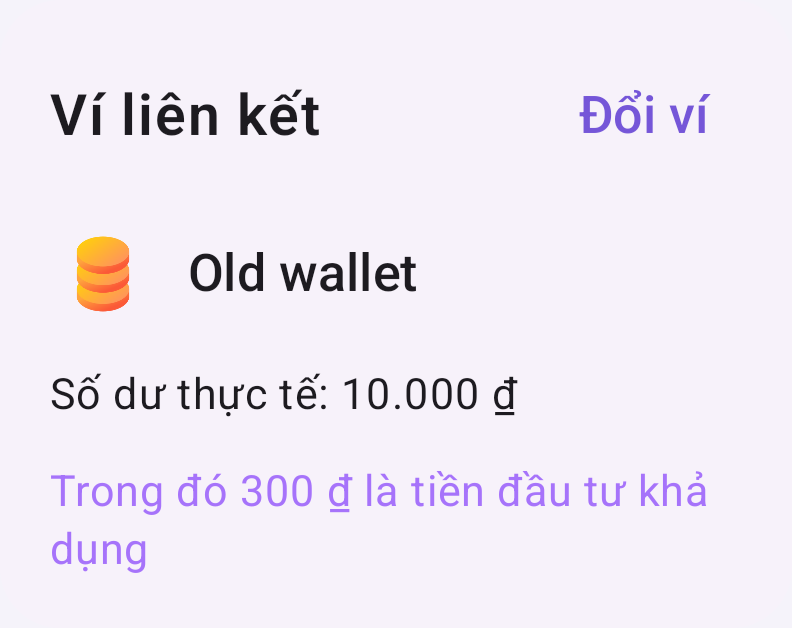 Ví liên kết
Đổi ví
Old wallet
Số dư thực tế: 10.000 ₫
Trong đó 300 ₫ là tiền đầu tư khả
dụng